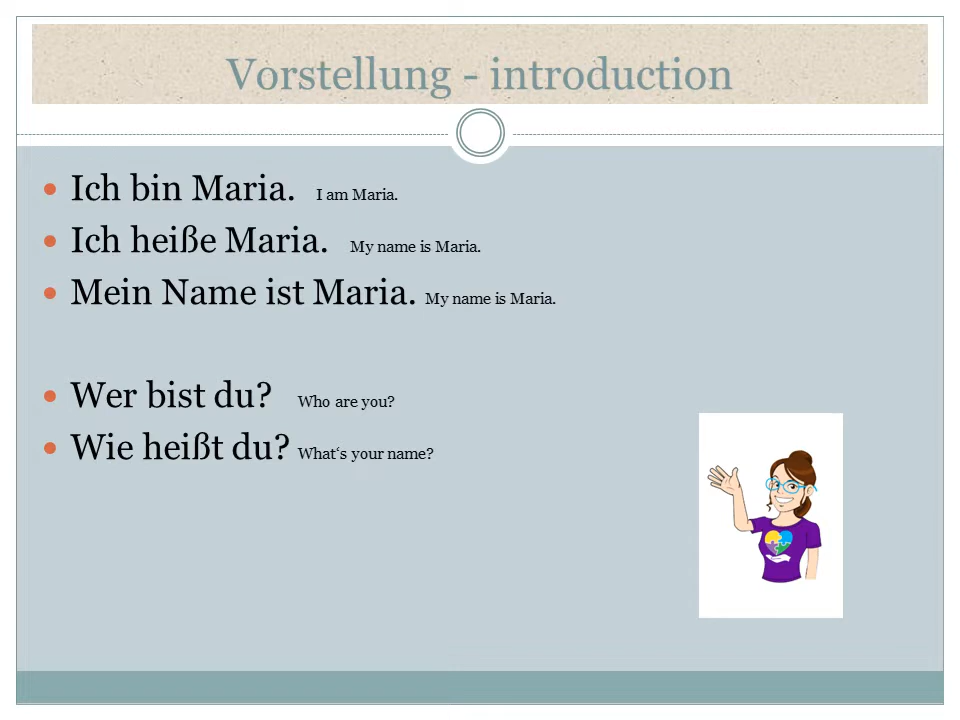 Vorstellung - introduction
Ich bin Maria. I am Maria.
Ich heiße Maria. My name is Maria.
Mein Name ist Maria. My name is Maria.
Wer bist du? Who are you?
Wie heißt du? What‘s your name?